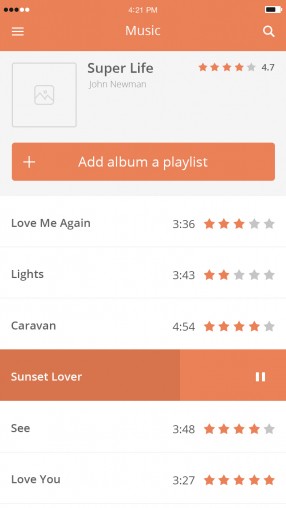 4:21 PM
Music
Super Life
4.7
John Newman
+ Add album a playlist
Love Me Again 3:36
Lights 3:43
Caravan 4:54
Sunset Lover
See 3:48
Love You 3:27